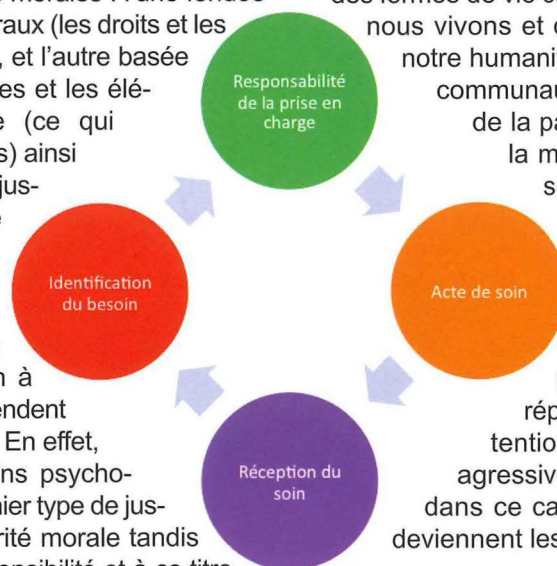 raux (les droits et les
, et l'autre basée
es et les élé-
(ce qui
s) ainsi
jus-
n à
endent
En effet,
ns psycho-
nier type de jus-
rité morale tandis
Responsabilité
de la prise en
charge
Identification
du besoin
Acte de soin
Réception du
soin
nous vivons et
notre humanit
communau
de la pa
la m
s
rép
tentio
agressiv
dans ce ca
deviennent les